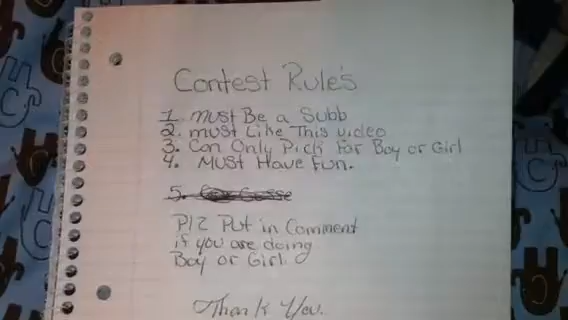 Contest Rule's
1. must Be a Subb
2. must Like This video
3. Can Only Pick For Boy or Girl
4. Must Have Fun.
5.
Plz Put in Comment
if you are doing
Boy or Girl.
Thank You.